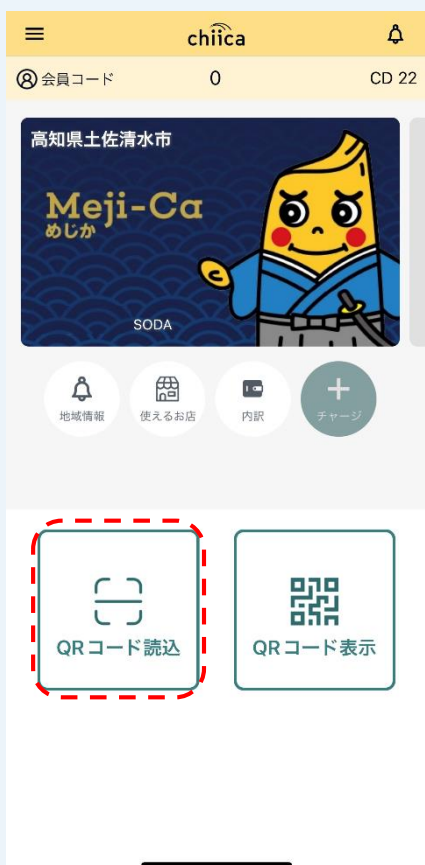 chiica
会員コード 0 CD 22
高知県土佐清水市
Meji-Ca
めじか
SODA
地域情報 使えるお店 内訳 チャージ
QRコード読込 QRコード表示